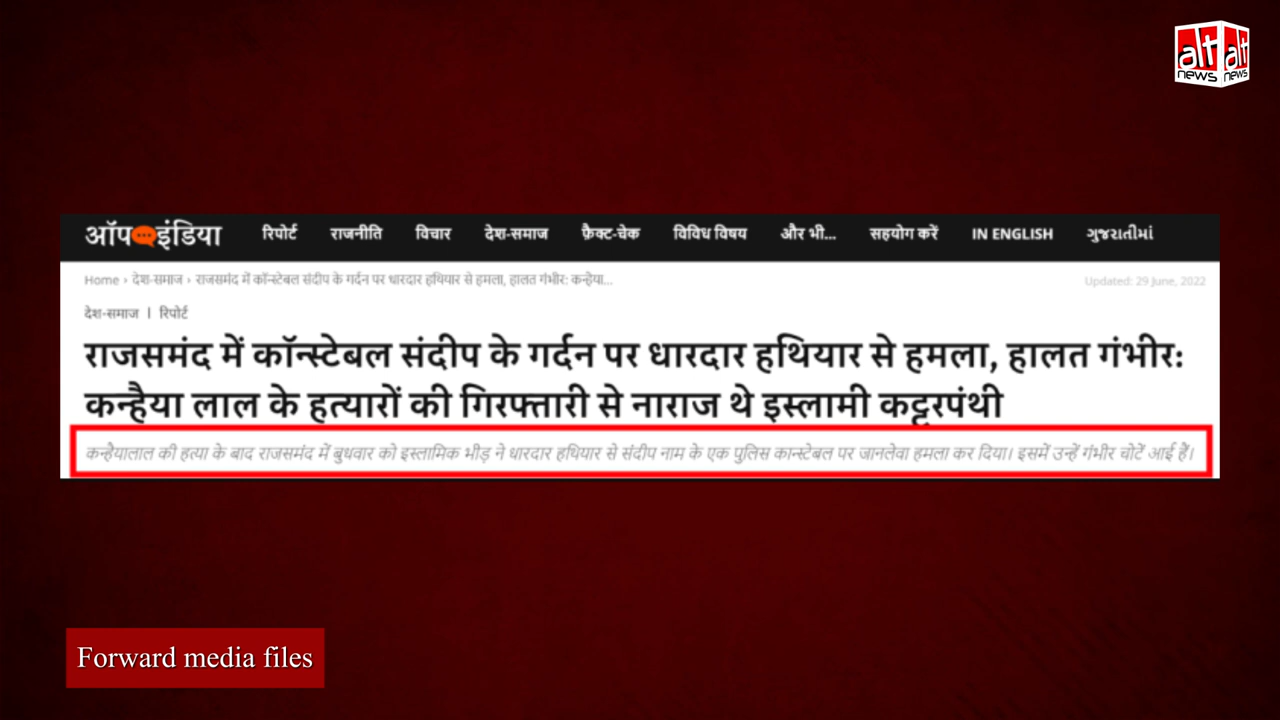 alt alt
news news
ऑपइंडिया रिपोर्ट राजनीति विचार देश-समाज फ़ैक्ट-चेक विविध विषय और भी... सहयोग करें IN ENGLISH ગુજરાતીમાં
Home › देश-समाज › राजसमंद में कॉन्स्टेबल संदीप के गर्दन पर धारदार हथियार से हमला, हालत गंभीर: कन्हैया... Updated: 29 June, 2022
देश-समाज | रिपोर्ट
राजसमंद में कॉन्स्टेबल संदीप के गर्दन पर धारदार हथियार से हमला, हालत गंभीर:
कन्हैया लाल के हत्यारों की गिरफ्तारी से नाराज थे इस्लामी कट्टरपंथी
कन्हैयालाल की हत्या के बाद राजसमंद में बुधवार को इस्लामिक भीड़ ने धारदार हथियार से संदीप नाम के एक पुलिस कान्स्टेबल पर जानलेवा हमला कर दिया। इसमें उन्हें गंभीर चोटें आई हैं।
Forward media files